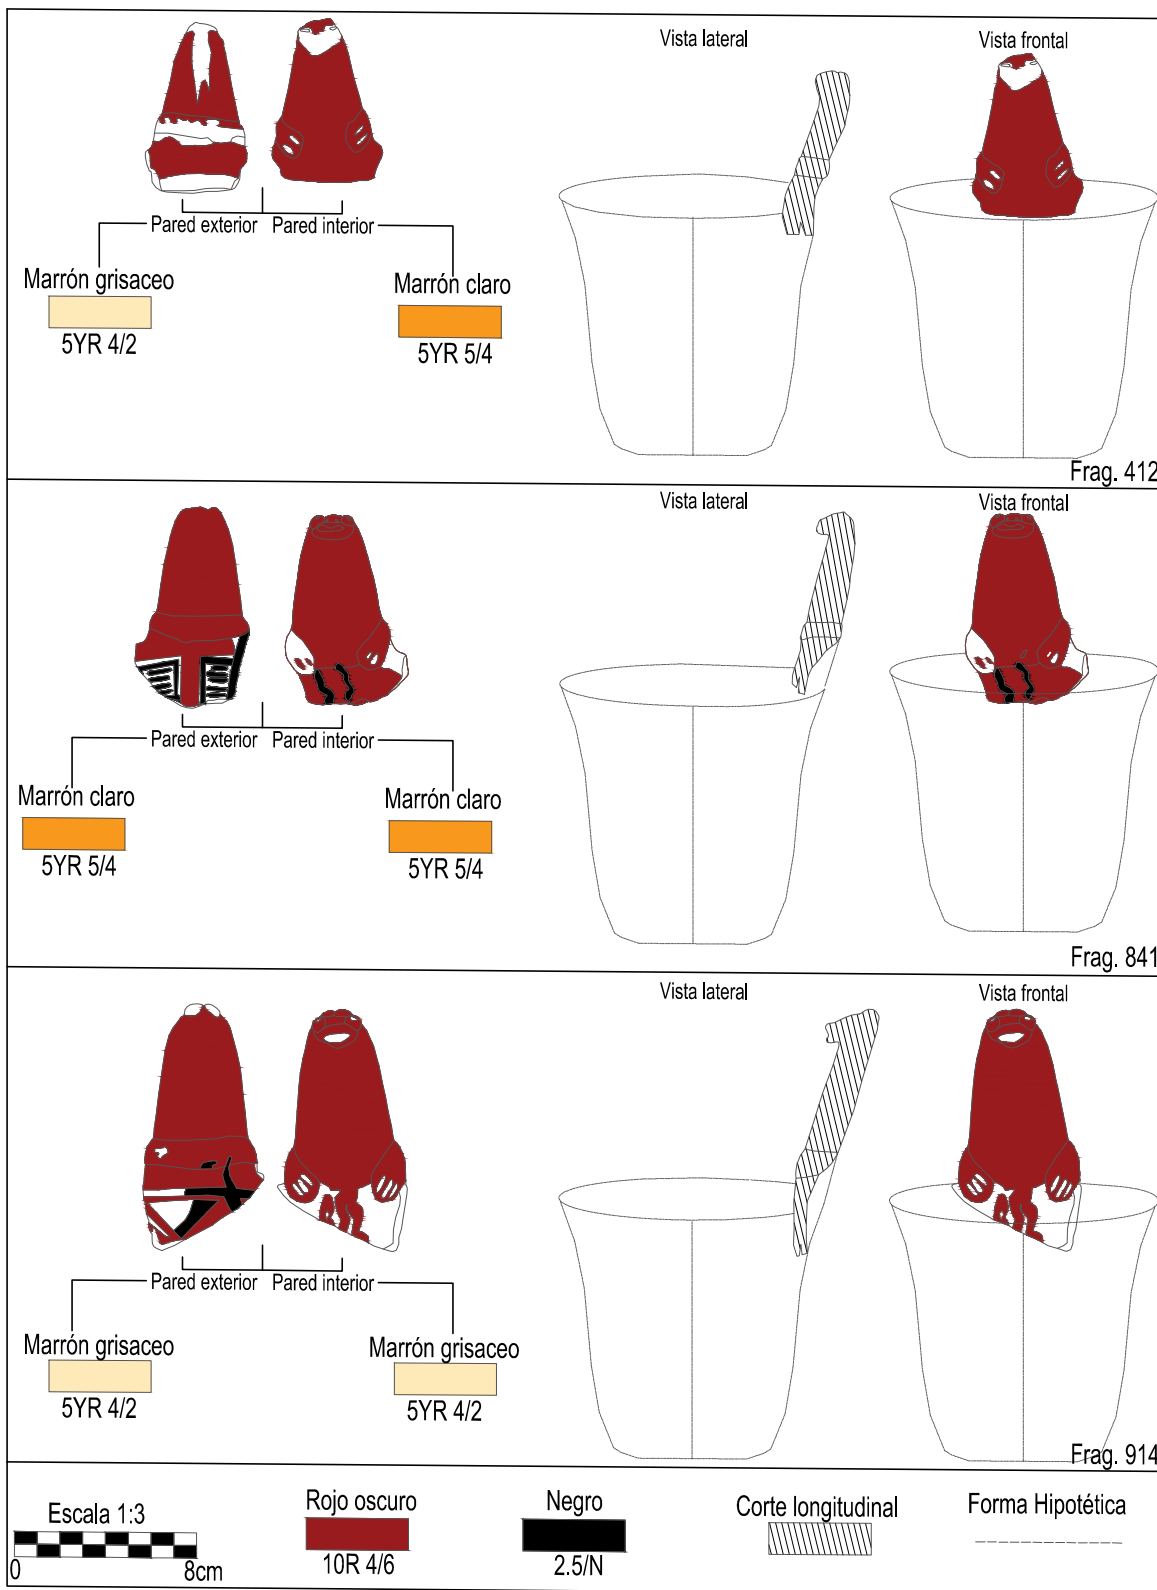 Vista lateral
Vista frontal
Pared exterior
Pared interior
Marrón grisaceo
5YR 4/2
Marrón claro
5YR 5/4
Frag. 412
Vista lateral
Vista frontal
Pared exterior
Pared interior
Marrón claro
5YR 5/4
Marrón claro
5YR 5/4
Frag. 841
Vista lateral
Vista frontal
Pared exterior
Pared interior
Marrón grisaceo
5YR 4/2
Marrón grisaceo
5YR 4/2
Frag. 914
Escala 1:3
0
8cm
Rojo oscuro
10R 4/6
Negro
2.5/N
Corte longitudinal
Forma Hipotética